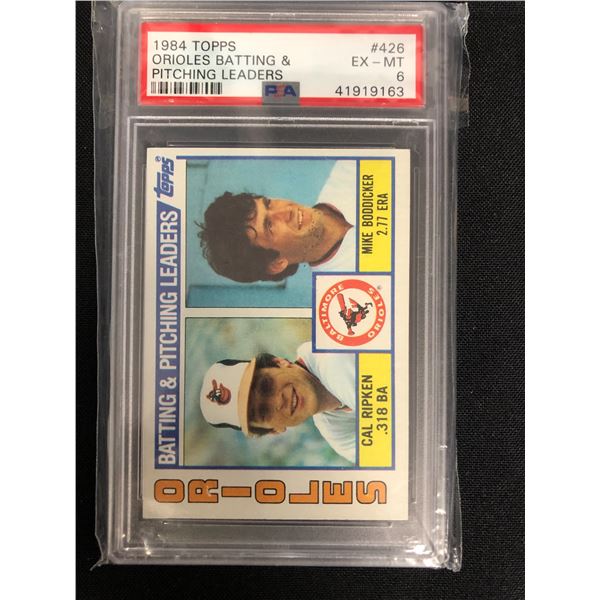 1984 TOPPS #426
ORIOLES BATTING & EX - MT
PITCHING LEADERS 6
PSA 41919163
BATTING & PITCHING LEADERS
TOPPS®
ORIOLES
CAL RIPKEN
.318 BA
BALTIMORE
ORIOLES
MIKE BODDICKER
2.77 ERA